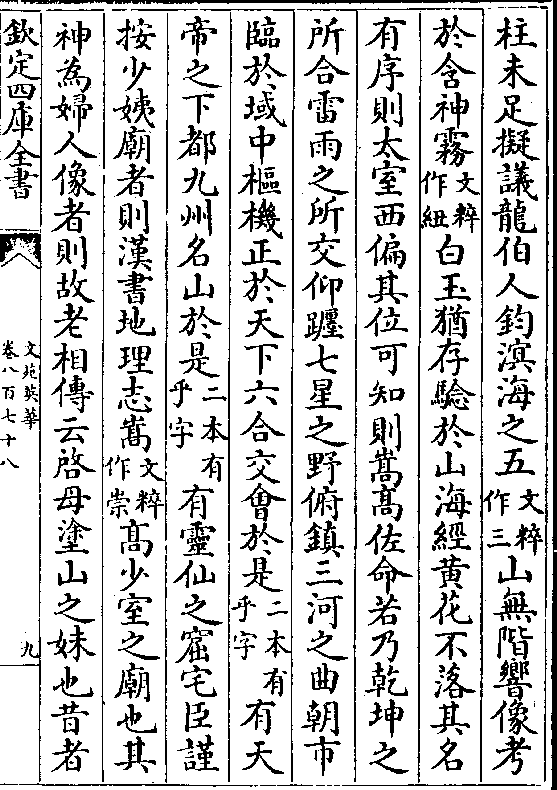 柱未足擬議龍伯人鈞溟海之五文粹作三山無階響像考
於含神霧文粹作紐白玉猶存驗於山海經黄花不落其名
有序則太室西偏其位可知則嵩髙佐命若乃乾坤之
所合雷雨之所交仰躔七星之野俯鎮三河之曲朝市
臨於域中樞機正於天下六合交會於是二本有乎字有天
帝之下都九州名山於是二本有乎字有靈仙之窟宅臣謹
按少姨廟者則漢書地理志嵩文粹作崇髙少室之廟也其
神為婦人像者則故老相傳云啓母塗山之妹也昔者
欽定四庫全書
文苑英華
卷八百七十八
九